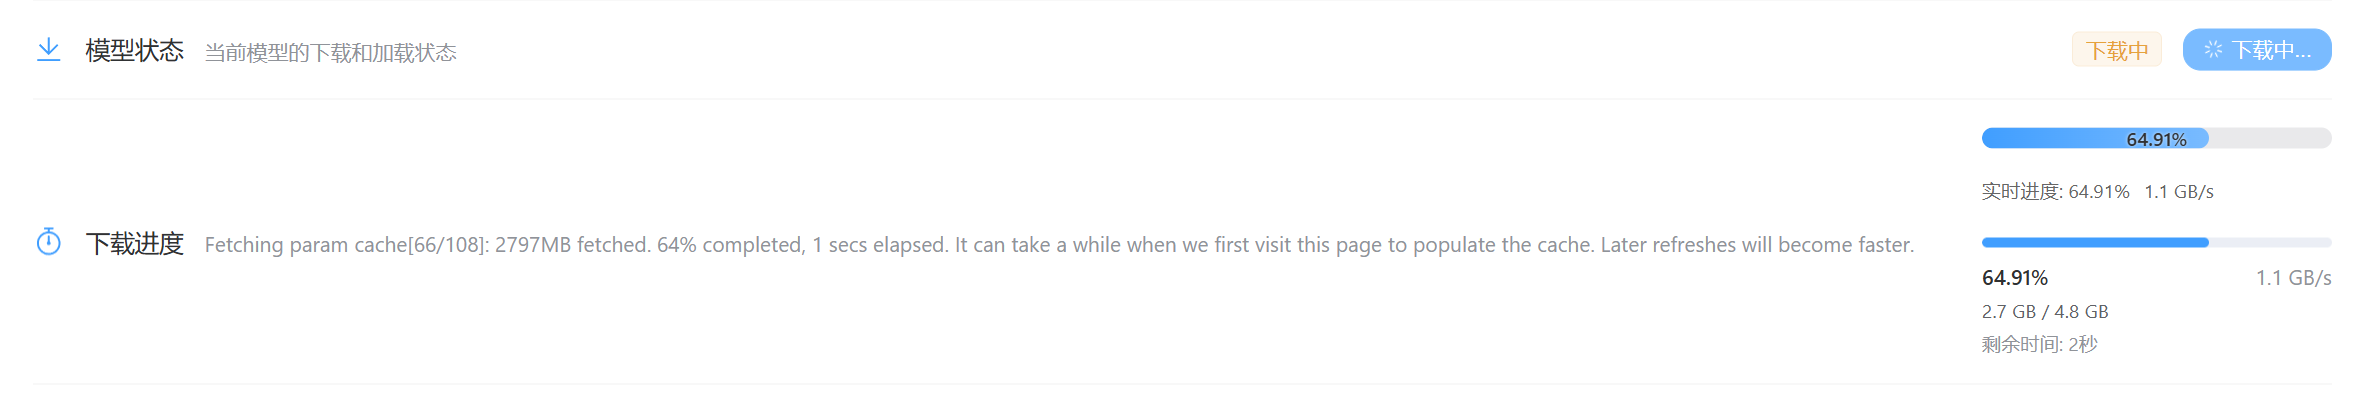 模型状态 当前模型的下载和加载状态 下载中 下载中...
64.91%
实时进度: 64.91% 1.1 GB/s
下载进度 Fetching param cache[66/108]: 2797MB fetched. 64% completed, 1 secs elapsed. It can take a while when we first visit this page to populate the cache. Later refreshes will become faster.
64.91% 1.1 GB/s
2.7 GB / 4.8 GB
剩余时间: 2秒